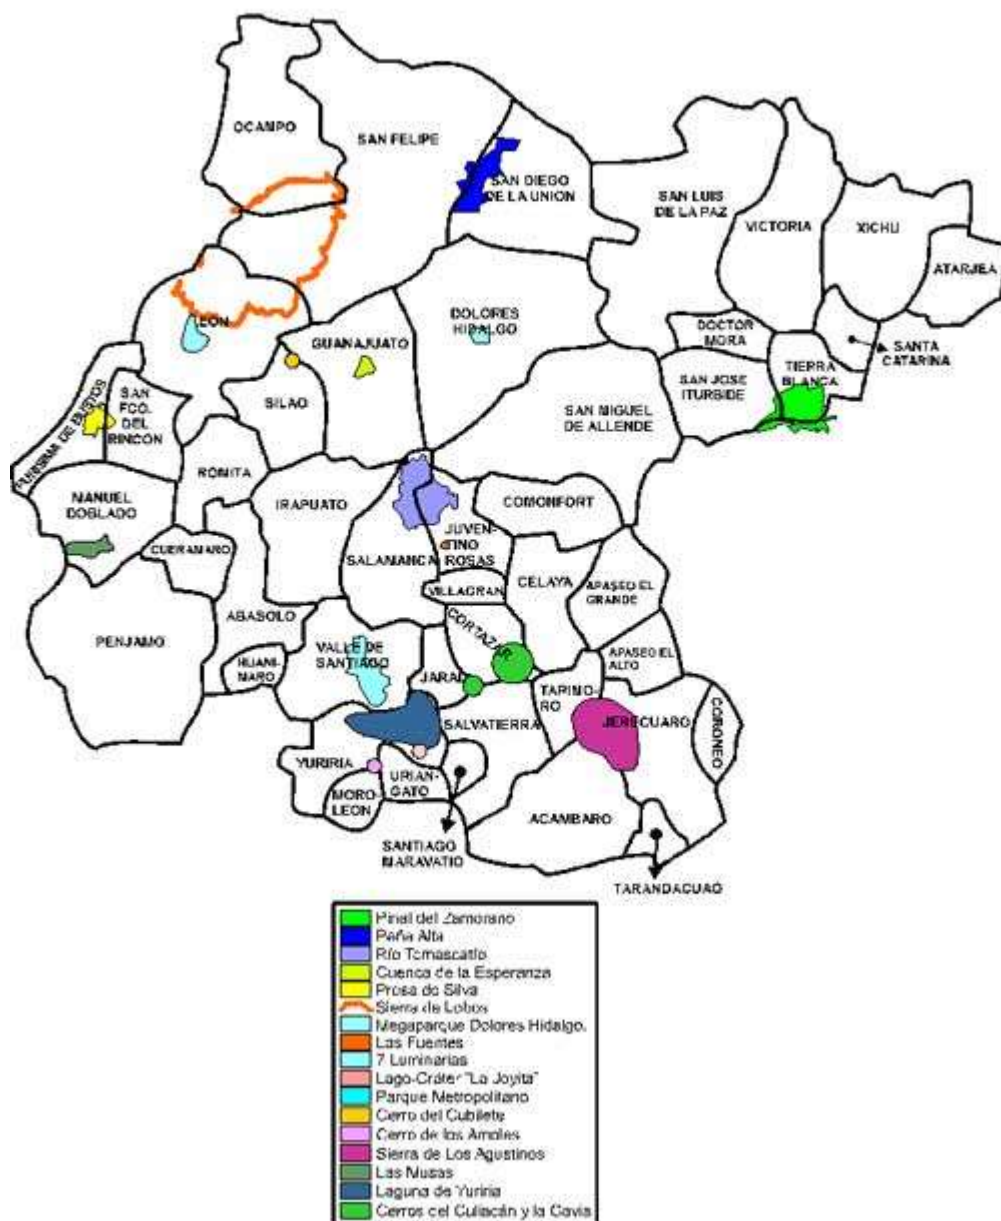 OCAMPO
SAN FELIPE
SAN DIEGO
DE LA UNION
SAN LUIS
DE LA PAZ
VICTORIA
XICHU
ATARJEA
LEON
GUANAJUATO
DOLORES
HIDALGO
DOCTOR
MORA
SANTA
CATARINA
TIERRA
BLANCA
SAN JOSE
ITURBIDE
SAN MIGUEL
DE ALLENDE
SILAO
SAN
FCO.
DEL
RINCON
PURISIMA DE BUSTOS
ROMITA
MANUEL
DOBLADO
CUERAMARO
IRAPUATO
SALAMANCA
JUVEN-
TINO
ROSAS
COMONFORT
VILLAGRAN
CELAYA
APASEO EL
GRANDE
APASEO EL
ALTO
CORTAZAR
PENJAMO
ABASOLO
HUANI-
MARO
VALLE DE
SANTIAGO
JARAL
TARIMO-
RO
SALVATIERRA
JERECUARO
CORONEO
YURIRIA
URIAN-
GATO
MORO
LEON
ACAMBARO
SANTIAGO
MARAVATIO
TARANDACUAO
Pinal del Zamorano
Peña Alta
Río Temascatío
Cuenca de la Esperanza
Presa de Silva
Sierra de Lobos
Megaparque Dolores Hidalgo.
Las Fuentes
7 Luminarias
Lago-Cráter "La Joyita"
Parque Metropolitano
Cerro del Cubilete
Cerro de los Amoles
Sierra de Los Agustinos
Las Musas
Laguna de Yuriria
Cerros del Culiacán y la Gavia